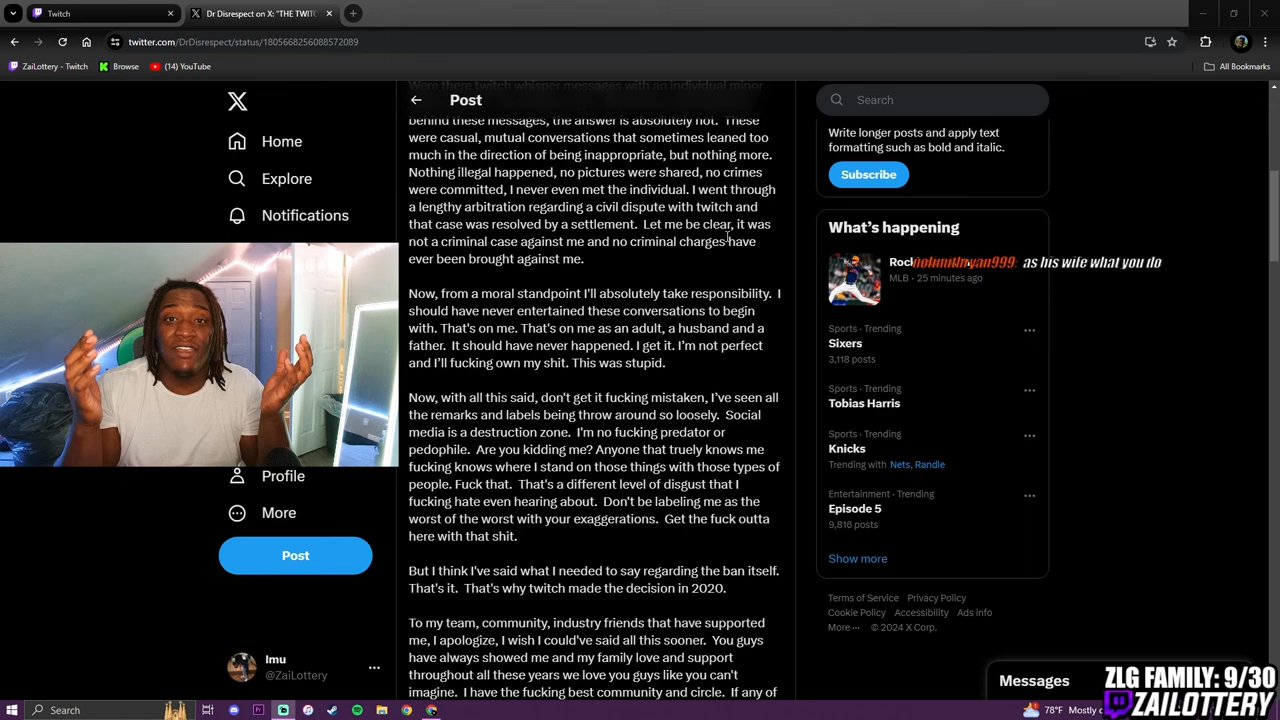 Twitch
Dr Disrespect on X: "THE TWITC
twitter.com/DrDisrespect/status/1805668256088572089
ZaiLottery - Twitch
Browse
(14) YouTube
All Bookmarks
Home
Explore
Notifications
Profile
More
Post
Imu
@ZaiLottery
Post
Were there twitch whisper messages with an individual minor
behind these messages, the answer is absolutely not.  These
were casual, mutual conversations that sometimes leaned too
much in the direction of being inappropriate, but nothing more.
Nothing illegal happened, no pictures were shared, no crimes
were committed, I never even met the individual. I went through
a lengthy arbitration regarding a civil dispute with twitch and
that case was resolved by a settlement.  Let me be clear, it was
not a criminal case against me and no criminal charges have
ever been brought against me.
Now, from a moral standpoint I'll absolutely take responsibility.  I
should have never entertained these conversations to begin
with. That's on me. That's on me as an adult, a husband and a
father.  It should have never happened. I get it. I'm not perfect
and I'll fucking own my shit. This was stupid.
Now, with all this said, don't get it fucking mistaken, I've seen all
the remarks and labels being throw around so loosely.  Social
media is a destruction zone.  I'm no fucking predator or
pedophile.  Are you kidding me? Anyone that truely knows me
fucking knows where I stand on those things with those types of
people. Fuck that.  That's a different level of disgust that I
fucking hate even hearing about.  Don't be labeling me as the
worst of the worst with your exaggerations.  Get the fuck outta
here with that shit.
But I think I've said what I needed to say regarding the ban itself.
That's it.  That's why twitch made the decision in 2020.
To my team, community, industry friends that have supported
me, I apologize, I wish I could've said all this sooner.  You guys
have always showed me and my family love and support
throughout all these years we love you guys like you can't
imagine.  I have the fucking best community and circle.  If any of
Search
Write longer posts and apply text
formatting such as bold and italic.
Subscribe
What's happening
as his wife what you do
MLB · 25 minutes ago
Sports · Trending
Sixers
3,118 posts
Sports · Trending
Tobias Harris
Sports · Trending
Knicks
Trending with Nets, Randle
Entertainment · Trending
Episode 5
9,816 posts
Show more
Terms of Service Privacy Policy
Cookie Policy Accessibility Ads info
More ··· © 2024 X Corp.
Messages
ZLG FAMILY: 9/30
ZAILOTTERY
Search
78°F Mostly c